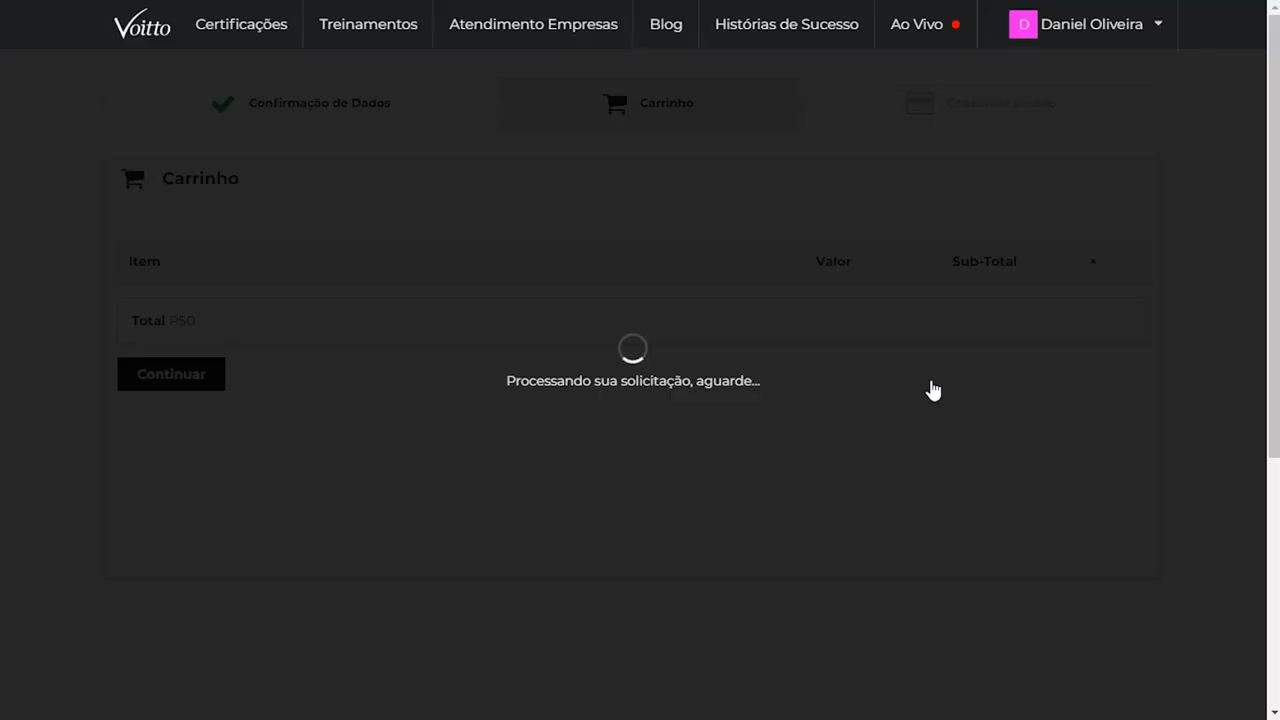 Voitto Certificações Treinamentos Atendimento Empresas Blog Histórias de Sucesso Ao Vivo D Daniel Oliveira
Confirmação de Dados Carrinho
Carrinho
Item Valor Sub-Total ×
Total R$0
Processando sua solicitação, aguarde...
Continuar